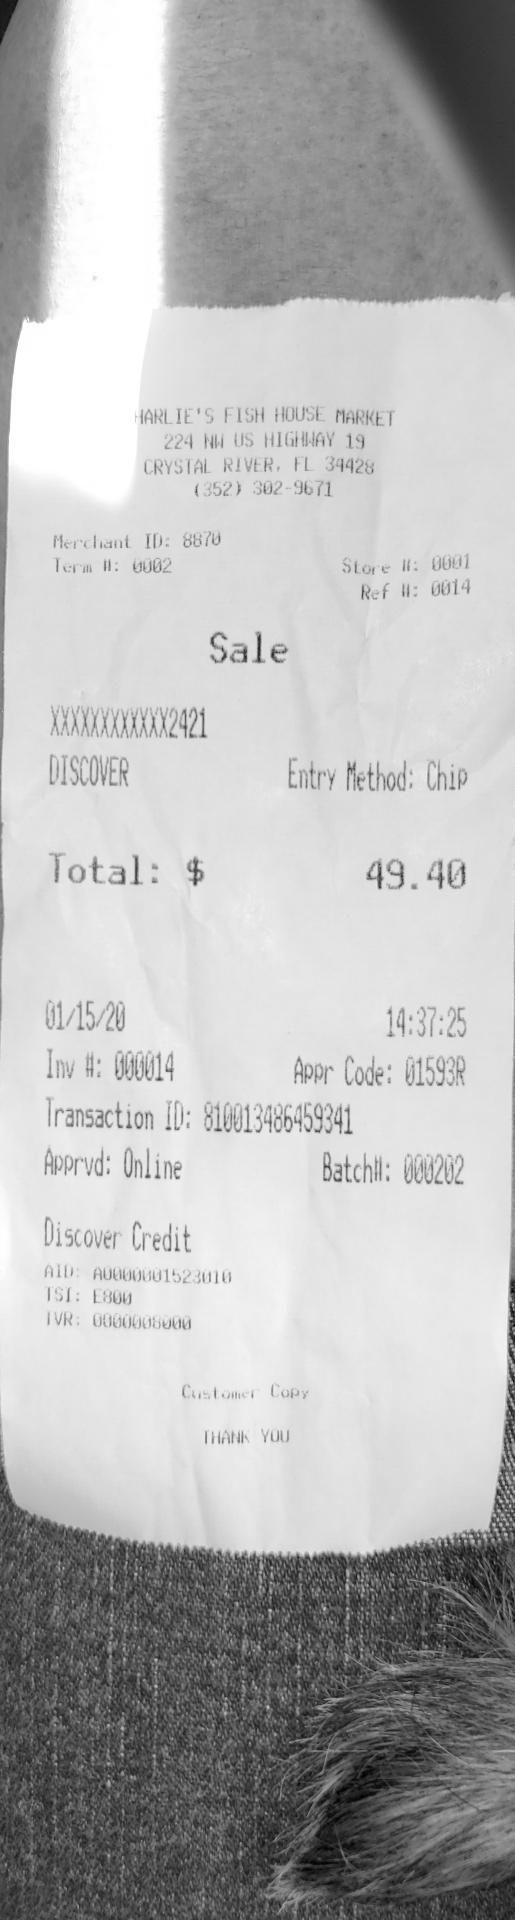 HARLIE'S FISH HOUSE MARKET
224 NW US HIGHWAY 19
CRYSTAL RIVER, FL 34428
(352) 302-9671
Merchant ID: 8870
Term #: 0002 Store #: 0001
Ref #: 0014
Sale
XXXXXXXXXXXX2421
DISCOVER Entry Method: Chip
Total: $ 49.40
01/15/20 14:37:25
Inv #: 000014 Appr Code: 01593R
Transaction ID: 810013486459341
Apprvd: Online Batch#: 000202
Discover Credit
AID: A0000001523010
TSI: E800
TVR: 0000008000
Customer Copy
THANK YOU